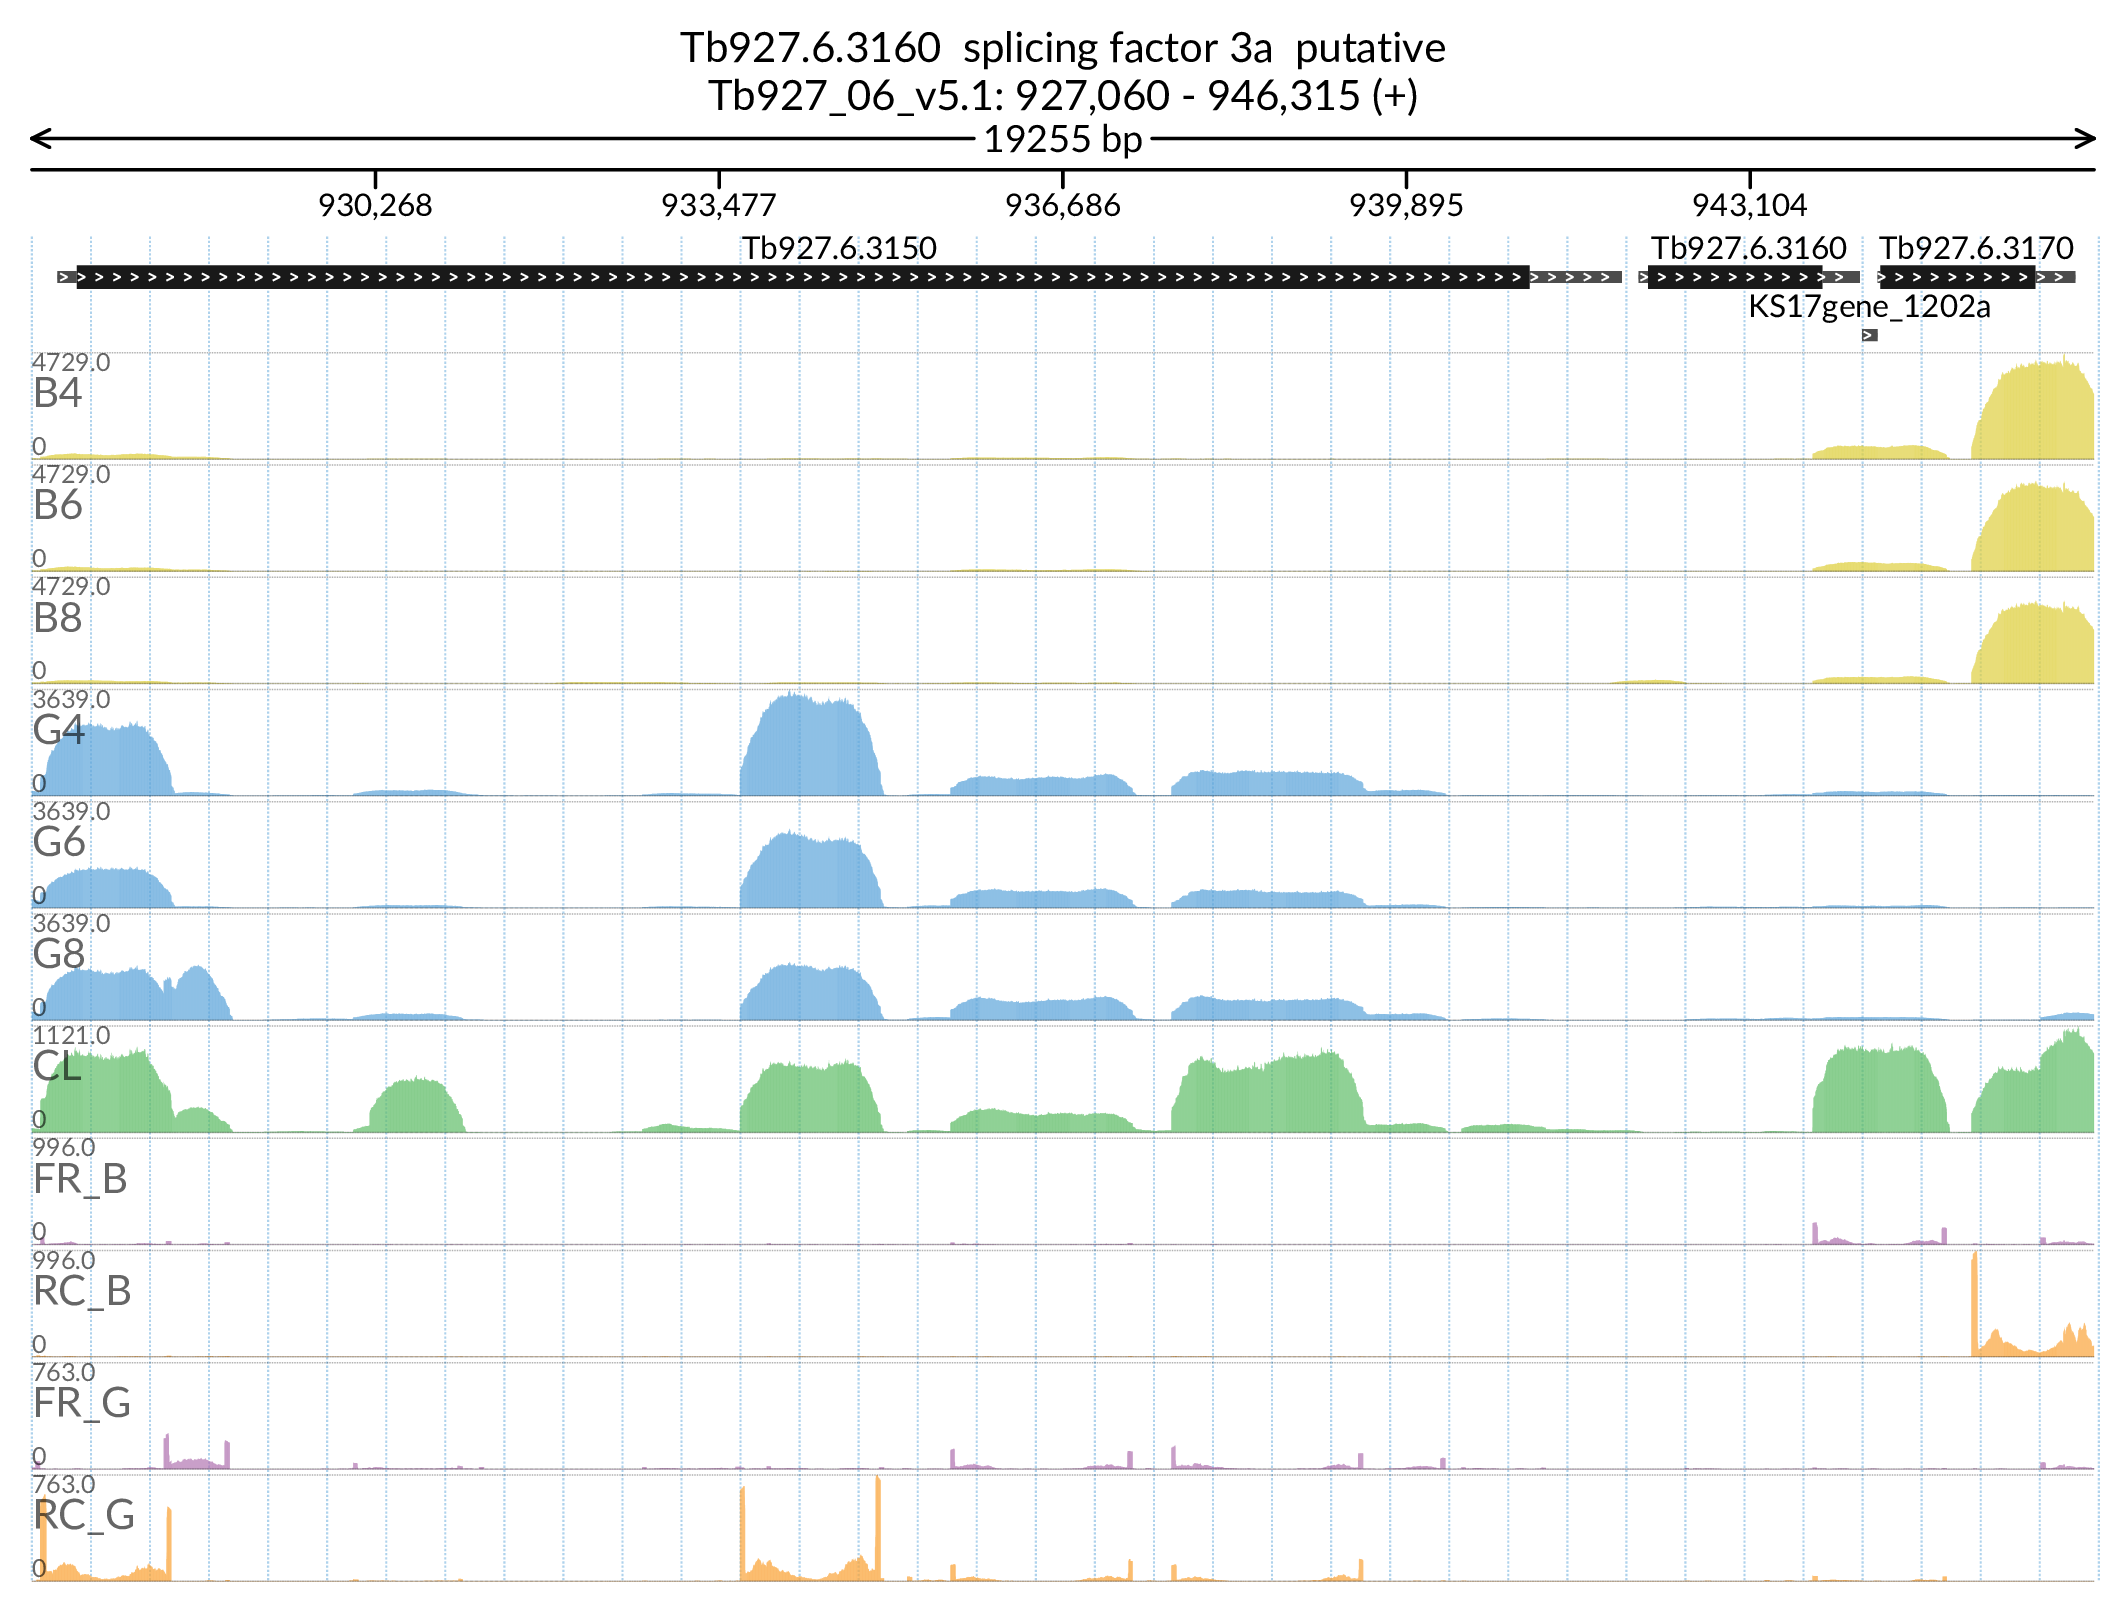 Tb927.6.3160 splicing factor 3a putative
Tb927_06_v5.1: 927,060 - 946,315 (+)
19255 bp
930,268 933,477 936,686 939,895 943,104
Tb927.6.3150 Tb927.6.3160 Tb927.6.3170
KS17gene_1202a
4729.0
B4
0
4729.0
B6
0
4729.0
B8
0
3639.0
G4
0
3639.0
G6
0
3639.0
G8
0
1121.0
CL
0
996.0
FR_B
0
996.0
RC_B
0
763.0
FR_G
0
763.0
RC_G
0